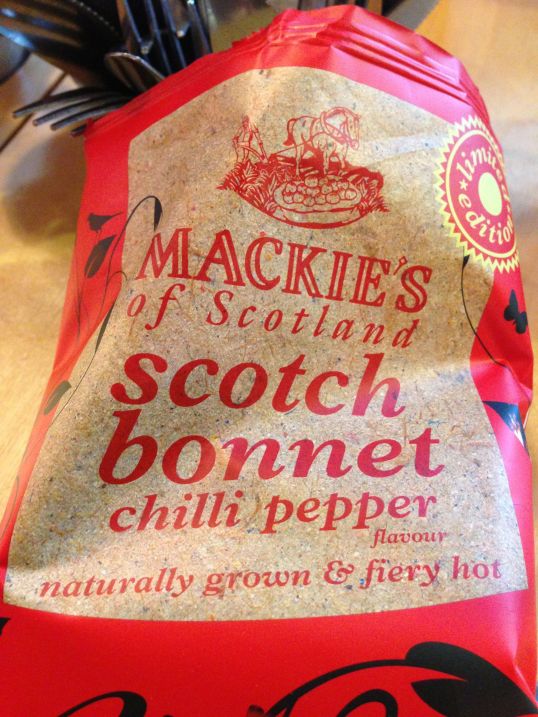 limited
edition
MACKIE'S
of Scotland
scotch
bonnet
chilli pepper
flavour
naturally grown & fiery hot